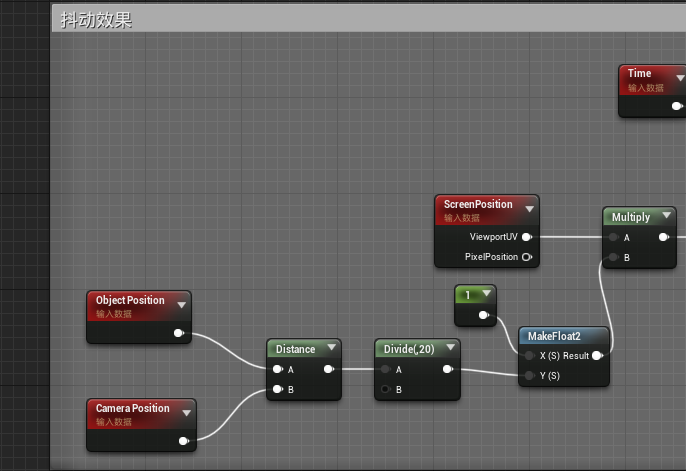 抖动效果
Time
输入数据
ScreenPosition
输入数据
ViewportUV
PixelPosition
Multiply
A
B
1
Object Position
输入数据
MakeFloat2
X (S) Result
Y (S)
Distance
A
B
Divide(,20)
A
B
Camera Position
输入数据